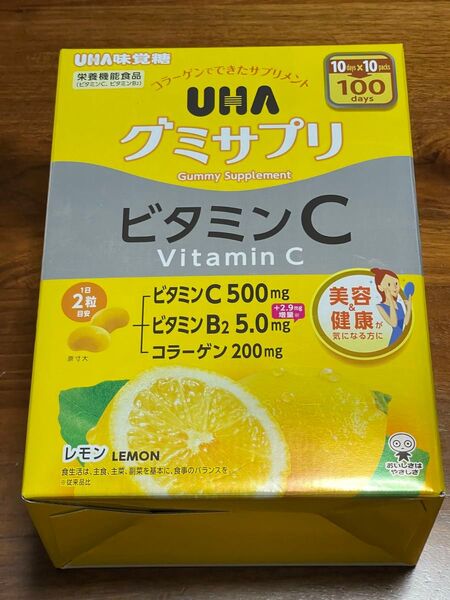 UHA味覚糖
栄養機能食品
(ビタミンC、ビタミンB2)
コラーゲンでできたサプリメント
10days×10packs
100
days
UHA
グミサプリ
Gummy Supplement
ビタミンC
Vitamin C
1日
2粒
目安
原寸大
ビタミンC 500mg
ビタミンB2 5.0mg
+2.9mg
増量※
コラーゲン 200mg
美容
&
健康が
気になる方に
レモン LEMON
食生活は、主食、主菜、副菜を基本に、食事のバランスを。
※従来品比
おいしさは
やさしさ